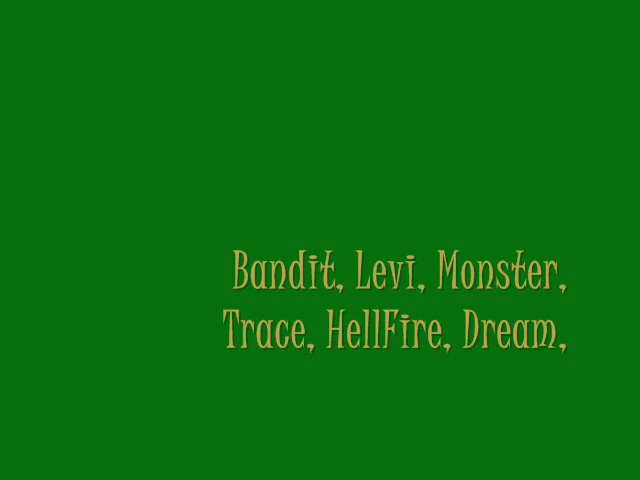 Bandit, Levi, Monster,
Trace, HellFire, Dream,